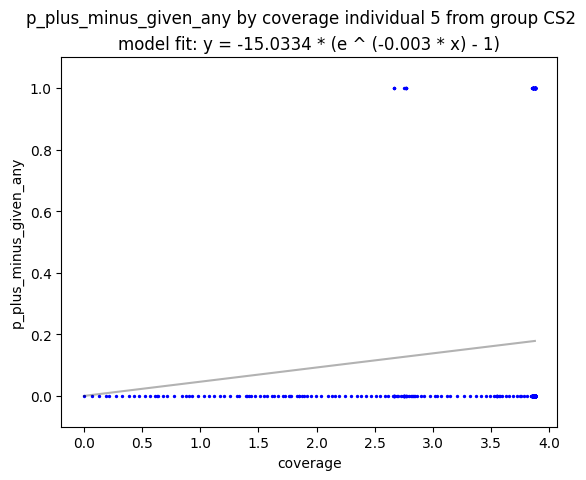 p_plus_minus_given_any by coverage individual 5 from group CS2
model fit: y = -15.0334 * (e ^ (-0.003 * x) - 1)
1.0
0.8
0.6
0.4
0.2
0.0
p_plus_minus_given_any
0.0 0.5 1.0 1.5 2.0 2.5 3.0 3.5 4.0
coverage